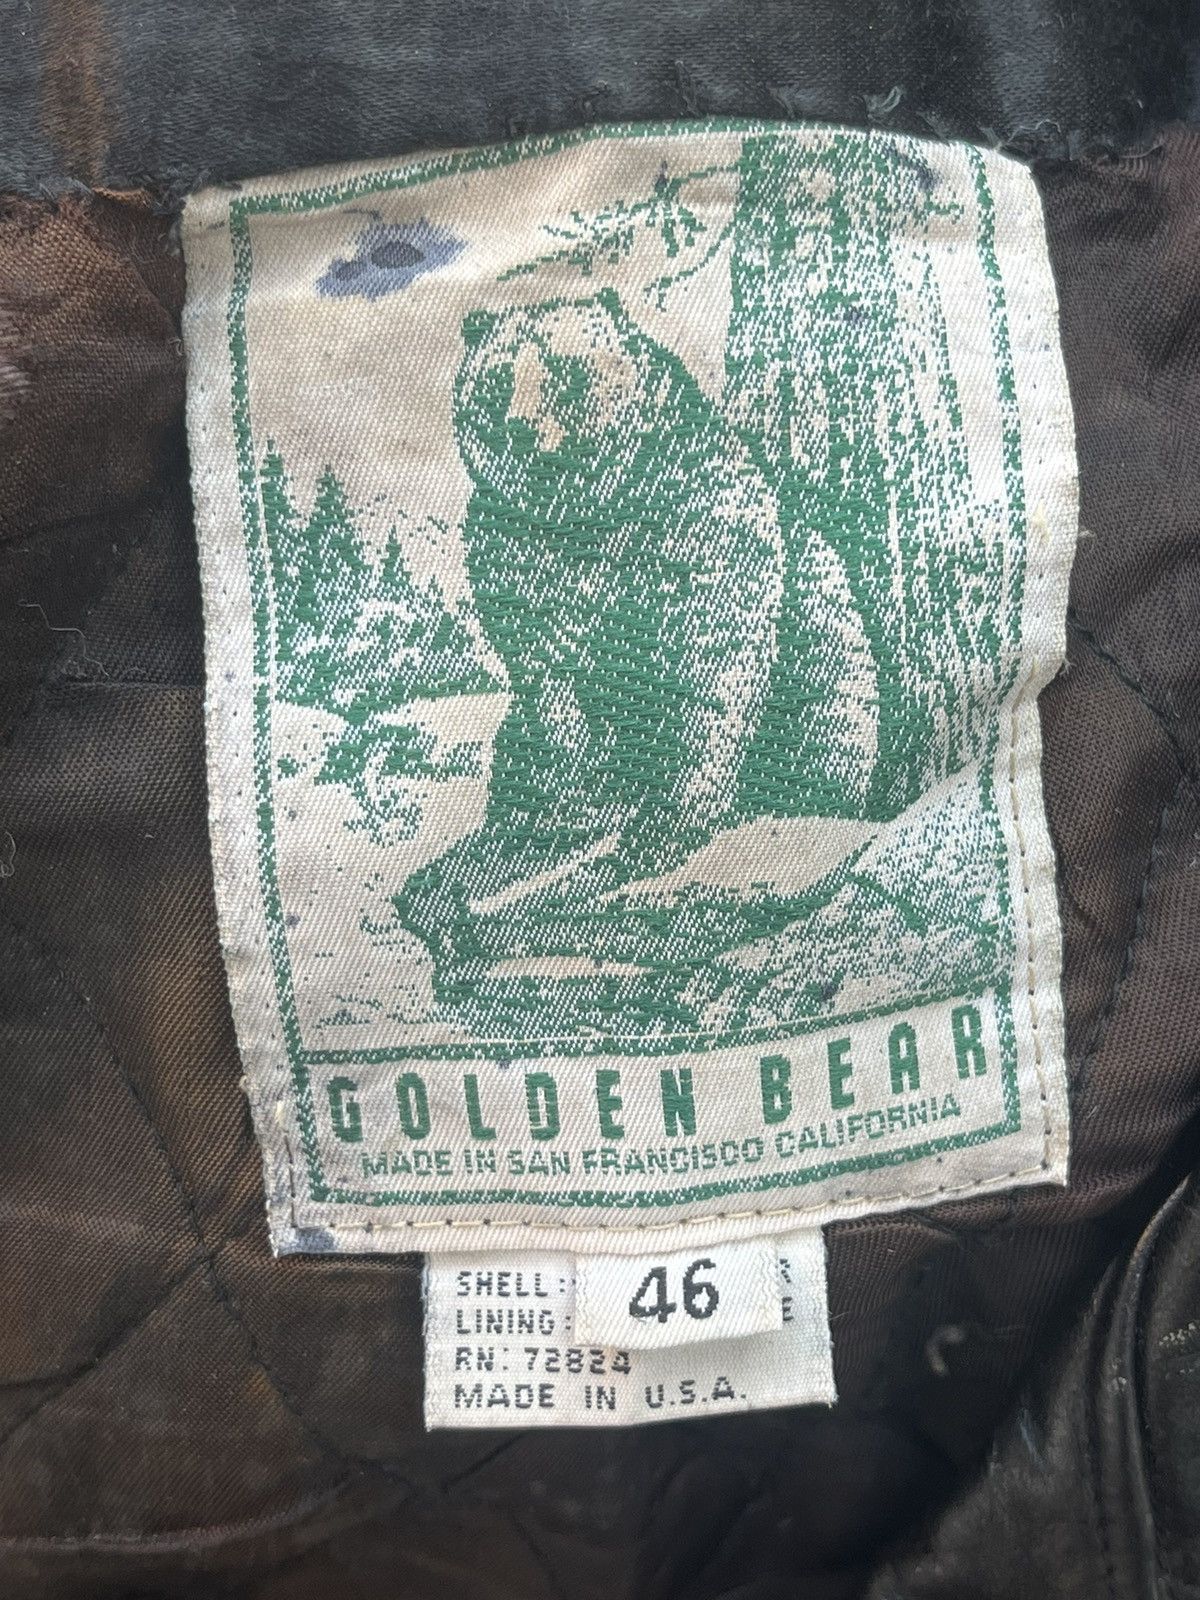 GOLDEN BEAR
MADE IN SAN FRANCISCO CALIFORNIA
46
SHELL:
LINING:
RN: 72824
MADE IN U.S.A.